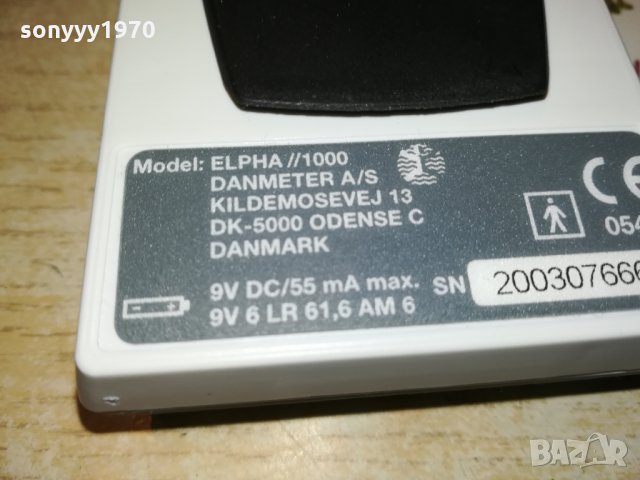 sonyyy1970
Model: ELPHA //1000
DANMETER A/S
KILDEMOSEVEJ 13
DK-5000 ODENSE C
DANMARK
9V DC/55 mA max.
9V 6 LR 61,6 AM 6
CE
054
SN 200307666
BAZAR